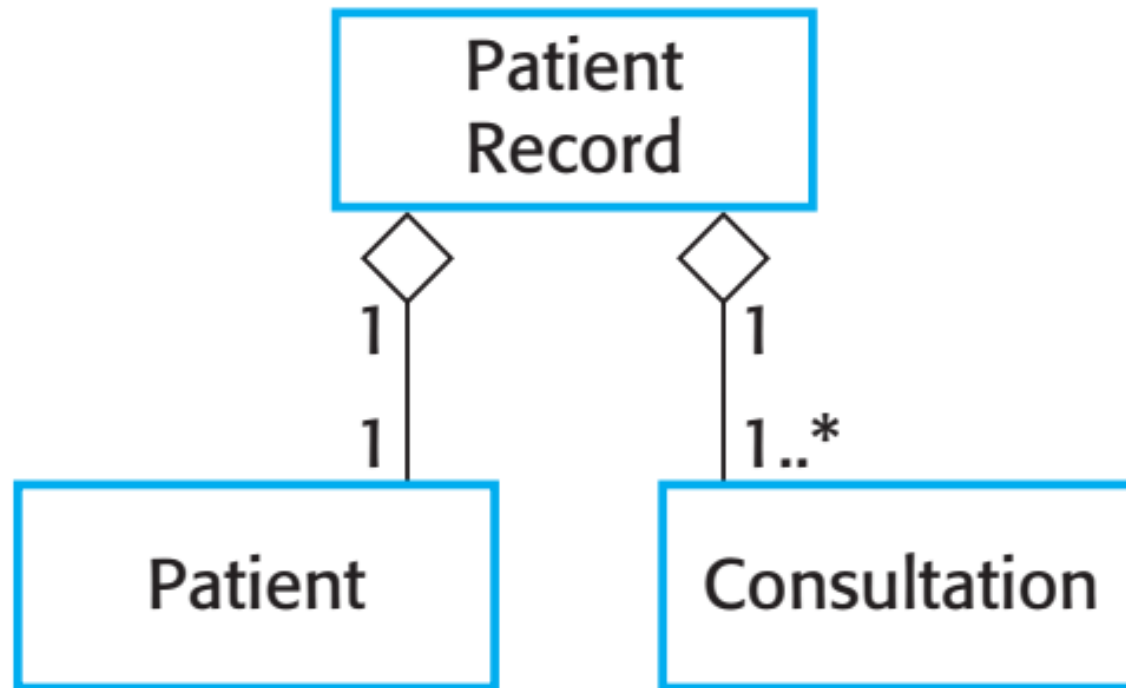 Patient
Record
1
1
1
1..*
Patient
Consultation